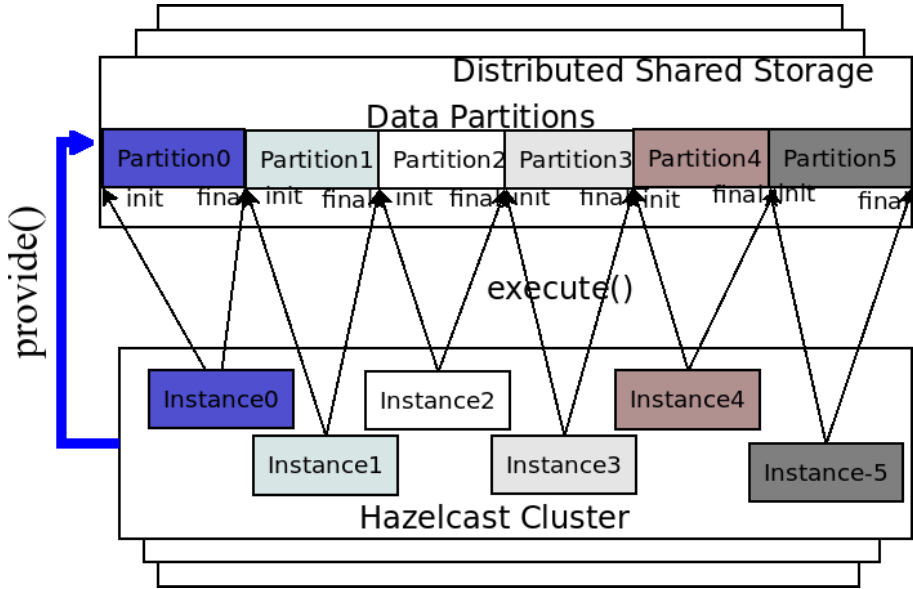 Distributed Shared Storage
Data Partitions
Partition0 Partition1 Partition2 Partition3 Partition4 Partition5
init final init final init final init final init final init final
provide()
execute()
Instance0 Instance2 Instance4
Instance1 Instance3 Instance-5
Hazelcast Cluster